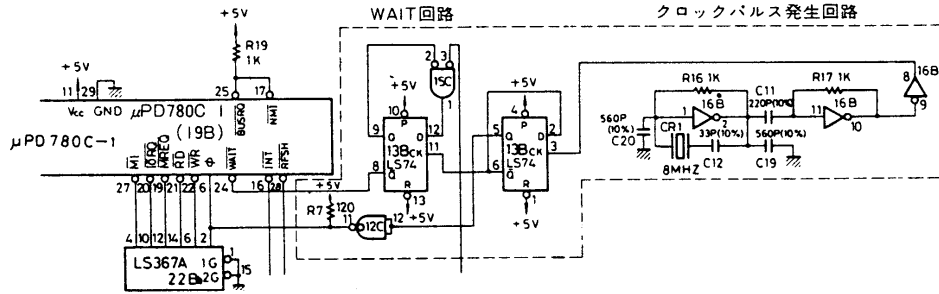 WAIT回路
クロックパルス発生回路
+5V
R19
1K
+5V
11 29
25
17
Vcc GND μPD780C-1
(19B)
BUSRQ
NMI
μPD780C-1
M1 IORQ MREQ RD WR Φ WAIT INT RFSH
27 20 19 21 22 6 24 16 28
4 10 12 14 6 2
LS367A 1G
22B 2G
1
15
+5V
R7
120
11
12C
12
2
3
1SC
1
+5V
10
P
9
Q
D
12
13B CK
11
LS74
8
Q
R
13
+5V
+5V
4
P
5
Q
D
2
13B CK
3
LS74
6
Q
R
1
+5V
R16 1K
16B
1
2
560P
(10%)
C20
CR1
8MHZ
33P(10%)
C12
C11
220P(10%)
560P(10%)
C19
R17 1K
16B
11
10
16B
8
9